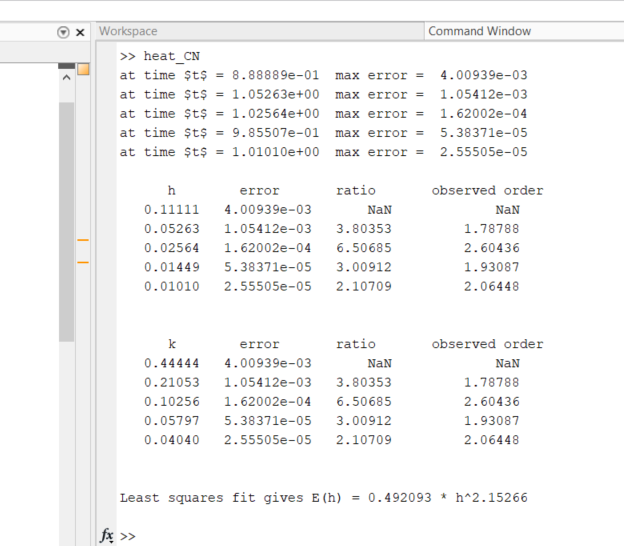 Workspace
Command Window
>> heat_CN
at time $t$ = 8.88889e-01 max error = 4.00939e-03
at time $t$ = 1.05263e+00 max error = 1.05412e-03
at time $t$ = 1.02564e+00 max error = 1.62002e-04
at time $t$ = 9.85507e-01 max error = 5.38371e-05
at time $t$ = 1.01010e+00 max error = 2.55505e-05
h error ratio observed order
0.11111 4.00939e-03 NaN NaN
0.05263 1.05412e-03 3.80353 1.78788
0.02564 1.62002e-04 6.50685 2.60436
0.01449 5.38371e-05 3.00912 1.93087
0.01010 2.55505e-05 2.10709 2.06448
k error ratio observed order
0.44444 4.00939e-03 NaN NaN
0.21053 1.05412e-03 3.80353 1.78788
0.10256 1.62002e-04 6.50685 2.60436
0.05797 5.38371e-05 3.00912 1.93087
0.04040 2.55505e-05 2.10709 2.06448
Least squares fit gives E(h) = 0.492093 * h^2.15266
fx >>